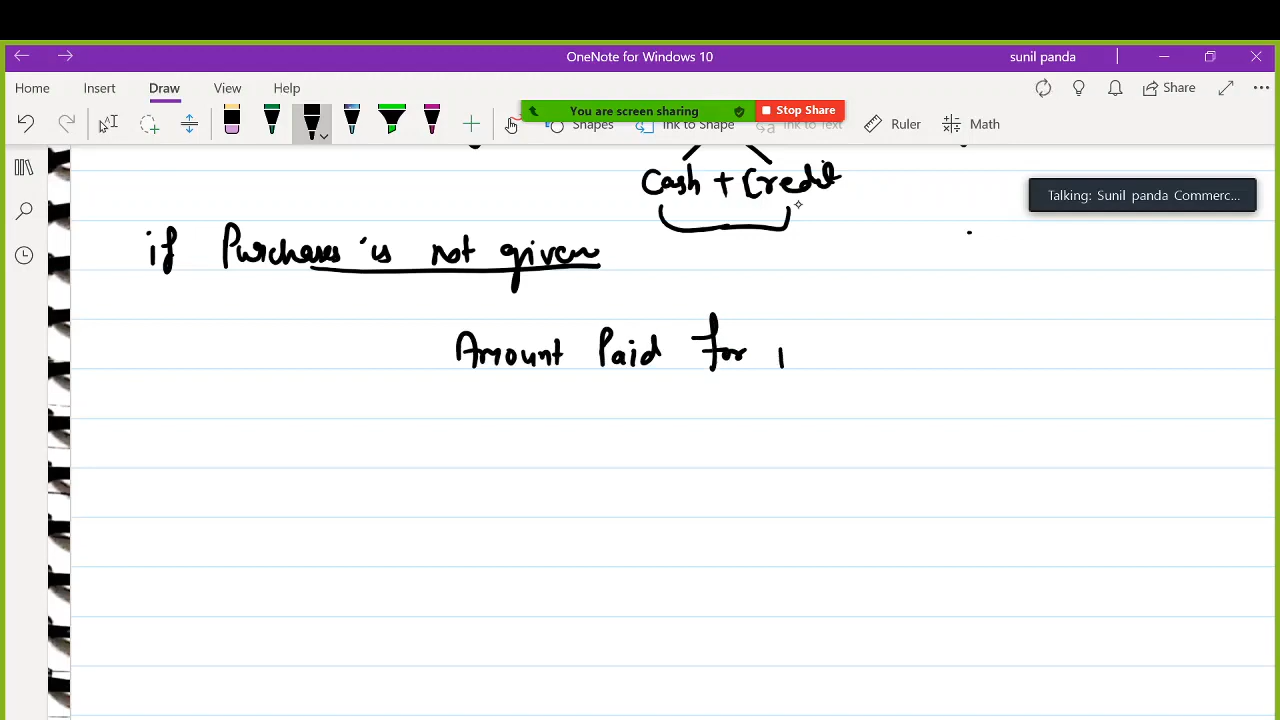 OneNote for Windows 10
sunil panda
Home
Insert
Draw
View
Help
Share
You are screen sharing
Stop Share
Shapes
Ink to Shape
Ink to Text
Ruler
Math
Talking: Sunil panda Commerc...
Cash + Credit
if Purchases is not given
Amount Paid for